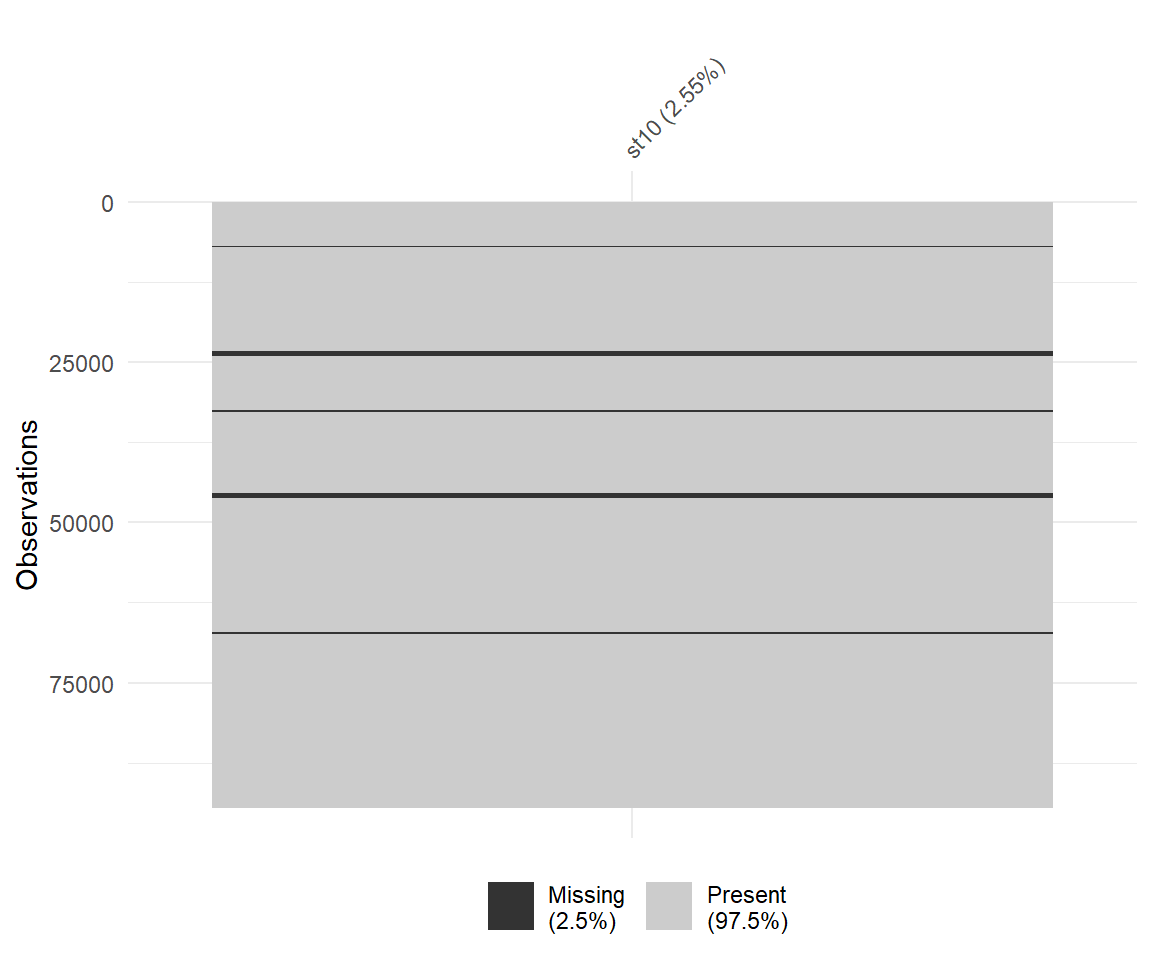 st10 (2.55%)
0
25000
50000
75000
Observations
Missing
(2.5%)
Present
(97.5%)